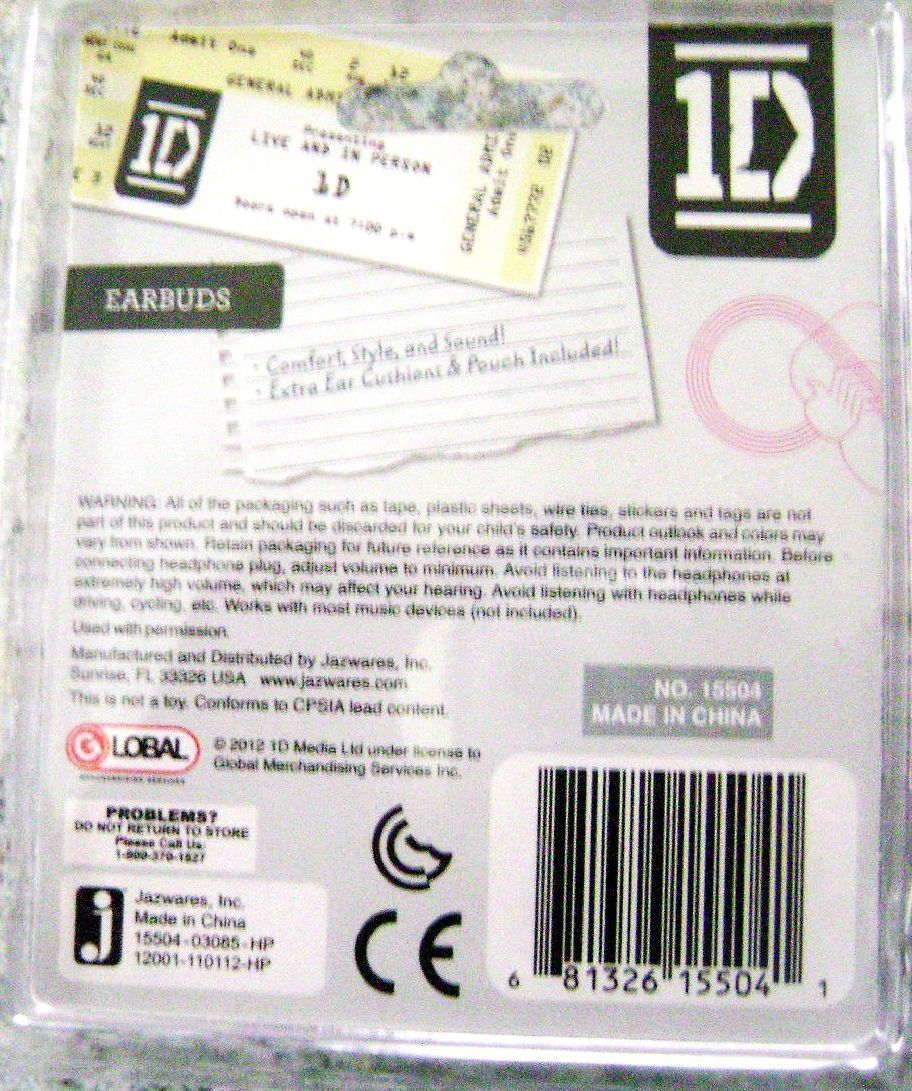 Admit One
GENERAL
1D
Presenting
LIVE AND IN PERSON
1D
Doors open at 7:00 p.m
GENERAL
Admit One
1D
EARBUDS
• Comfort, Style, and Sound!
• Extra Ear Cushions & Pouch Included!
WARNING: All of the packaging such as tape, plastic sheets, wire ties, stickers and tags are not
part of this product and should be discarded for your child's safety. Product outlook and colors may
vary from shown. Retain packaging for future reference as it contains important information. Before
connecting headphone plug, adjust volume to minimum. Avoid listening to the headphones at
extremely high volume, which may affect your hearing. Avoid listening with headphones while
driving, cycling, etc. Works with most music devices (not included).
Used with permission.
Manufactured and Distributed by Jazwares, Inc.
Sunrise, FL 33326 USA www.jazwares.com
This is not a toy. Conforms to CPSIA lead content.
NO. 15504
MADE IN CHINA
GLOBAL
© 2012 1D Media Ltd under license to
Global Merchandising Services Inc.
PROBLEMS?
DO NOT RETURN TO STORE
Please Call Us
1-800-370-1527
j
Jazwares, Inc.
Made in China
15504-03085-HP
12001-110112-HP
CE
6 81326 15504 1